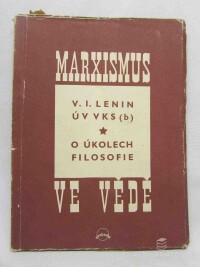 MARXISMUS
V. I. LENIN
ÚV VKS (b)
★
O ÚKOLECH
FILOSOFIE
VE VĚDĚ